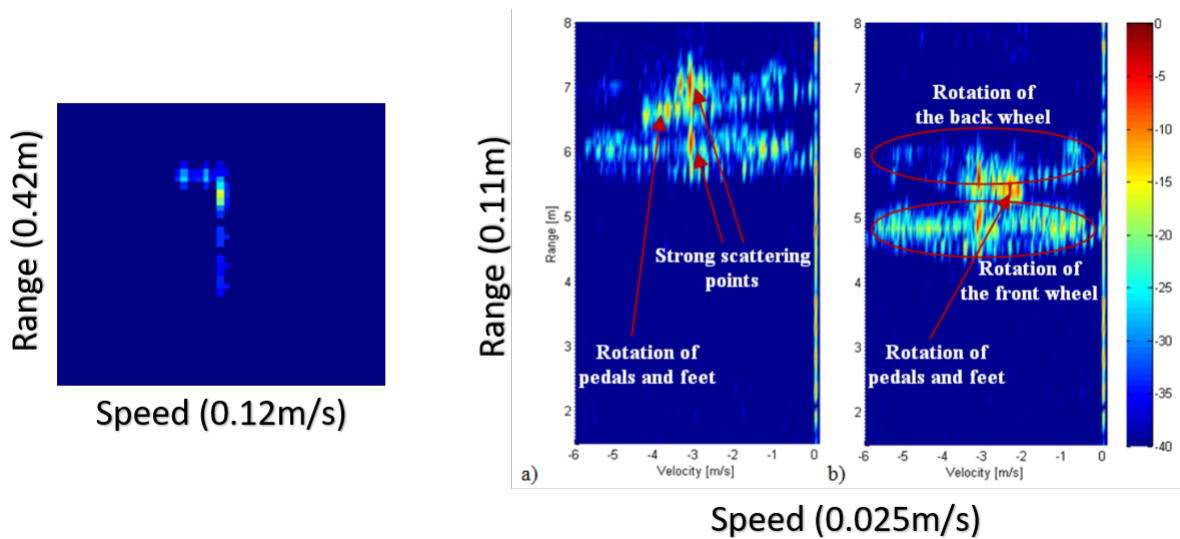 Range (0.42m)
Speed (0.12m/s)
Range (0.11m)
Range [m]
8
7
6
5
4
3
2
Strong scattering
points
Rotation of
pedals and feet
-6
-5
-4
-3
-2
-1
0
Velocity [m/s]
a)
8
7
6
5
4
3
2
Rotation of
the back wheel
Rotation of
the front wheel
Rotation of
pedals and feet
-6
-5
-4
-3
-2
-1
0
Velocity [m/s]
b)
0
-5
-10
-15
-20
-25
-30
-35
-40
Speed (0.025m/s)